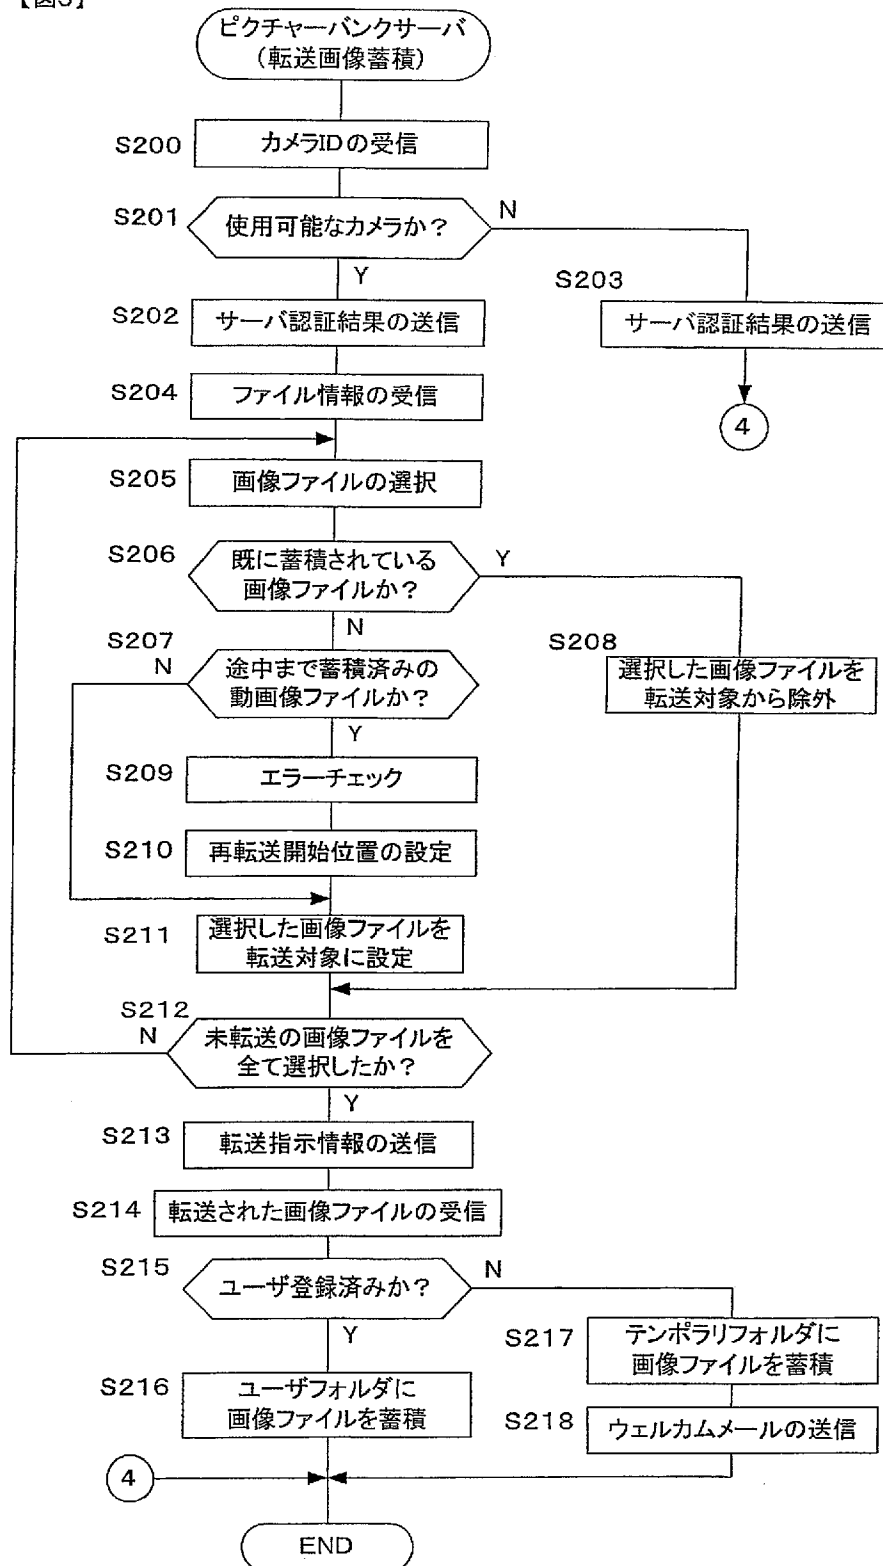 ピクチャーバンクサーバ
(転送画像蓄積)
S200
カメラIDの受信
S201
使用可能なカメラか?
N
Y
S202
サーバ認証結果の送信
S203
サーバ認証結果の送信
4
S204
ファイル情報の受信
S205
画像ファイルの選択
S206
既に蓄積されている
画像ファイルか?
Y
N
S207
N
途中まで蓄積済みの
動画像ファイルか?
Y
S208
選択した画像ファイルを
転送対象から除外
S209
エラーチェック
S210
再転送開始位置の設定
S211
選択した画像ファイルを
転送対象に設定
S212
N
未転送の画像ファイルを
全て選択したか?
Y
S213
転送指示情報の送信
S214
転送された画像ファイルの受信
S215
ユーザ登録済みか?
N
Y
S216
ユーザフォルダに
画像ファイルを蓄積
S217
テンポラリフォルダに
画像ファイルを蓄積
S218
ウェルカムメールの送信
4
END